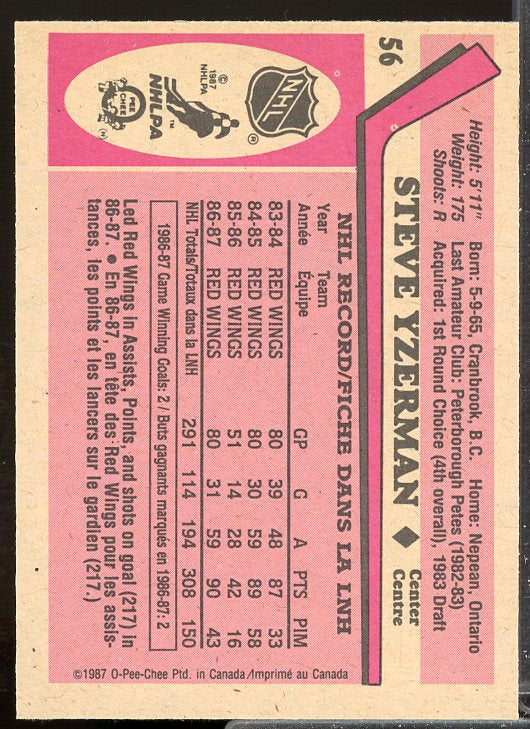 56
STEVE YZERMAN ◆ Center
Centre
Height: 5'11" Born: 5-9-65, Cranbrook, B.C. Home: Nepean, Ontario
Weight: 175 Last Amateur Club: Peterborough Petes (1982-83)
Shoots: R Acquired: 1st Round Choice (4th overall), 1983 Draft
NHL
®
© 1987 NHLPA
NHLPA
™
O PEE CHEE
NHL RECORD/FICHE DANS LA LNH
Year Team
Année Équipe GP G A PTS PIM
83-84 RED WINGS 80 39 48 87 33
84-85 RED WINGS 80 30 59 89 58
85-86 RED WINGS 51 14 28 42 16
86-87 RED WINGS 80 31 59 90 43
NHL Totals/Totaux dans la LNH 291 114 194 308 150
1986-87 Game Winning Goals: 2 / Buts gagnants marqués en 1986-87: 2
Led Red Wings in Assists, Points, and shots on goal (217) in
86-87. ● En 86-87, en tête des Red Wings pour les assis-
tances, les points et les lancers sur le gardien (217.)
©1987 O-Pee-Chee Ptd. in Canada/Imprimé au Canada